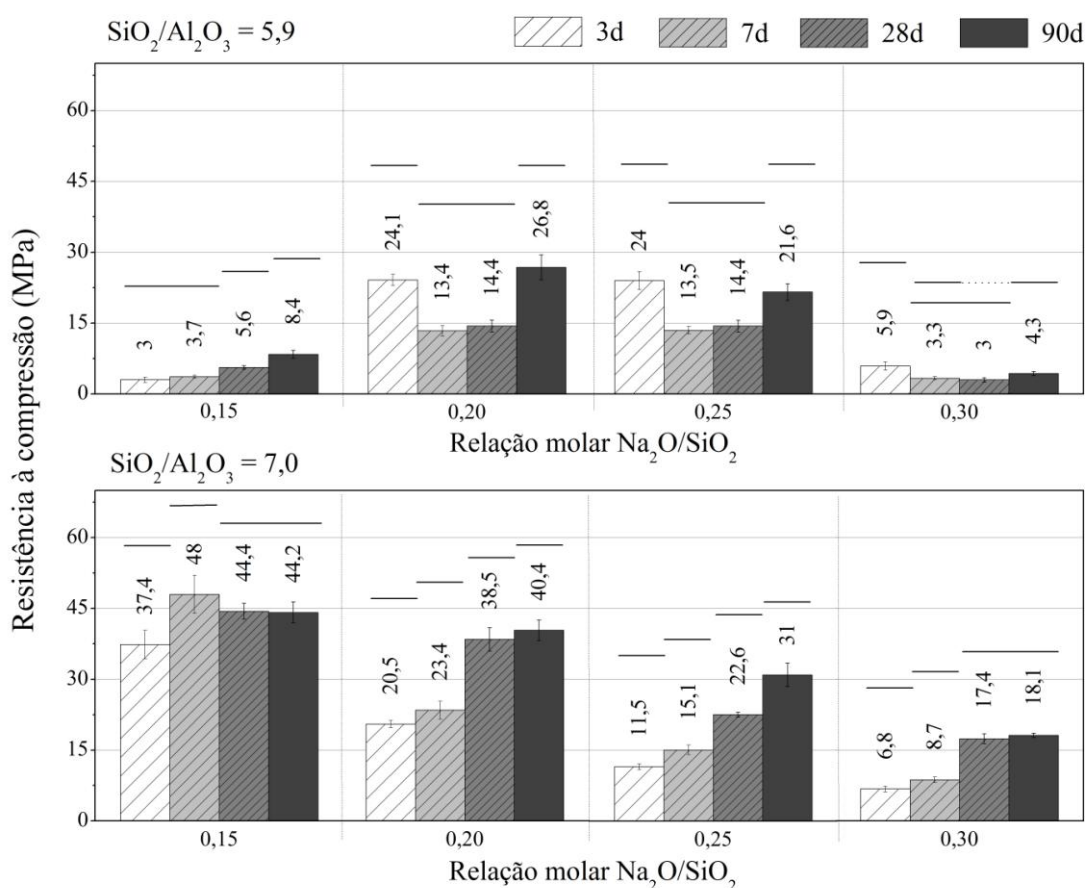 SiO₂/Al₂O₃ = 5,9
3d 7d 28d 90d
Resistência à compressão (MPa)
60
45
30
15
0
3 3,7 5,6 8,4
24,1 13,4 14,4 26,8
24 13,5 14,4 21,6
5,9 3,3 3 4,3
0,15 0,20 0,25 0,30
Relação molar Na₂O/SiO₂
SiO₂/Al₂O₃ = 7,0
60
45
30
15
0
37,4 48 44,4 44,2
20,5 23,4 38,5 40,4
11,5 15,1 22,6 31
6,8 8,7 17,4 18,1
0,15 0,20 0,25 0,30
Relação molar Na₂O/SiO₂